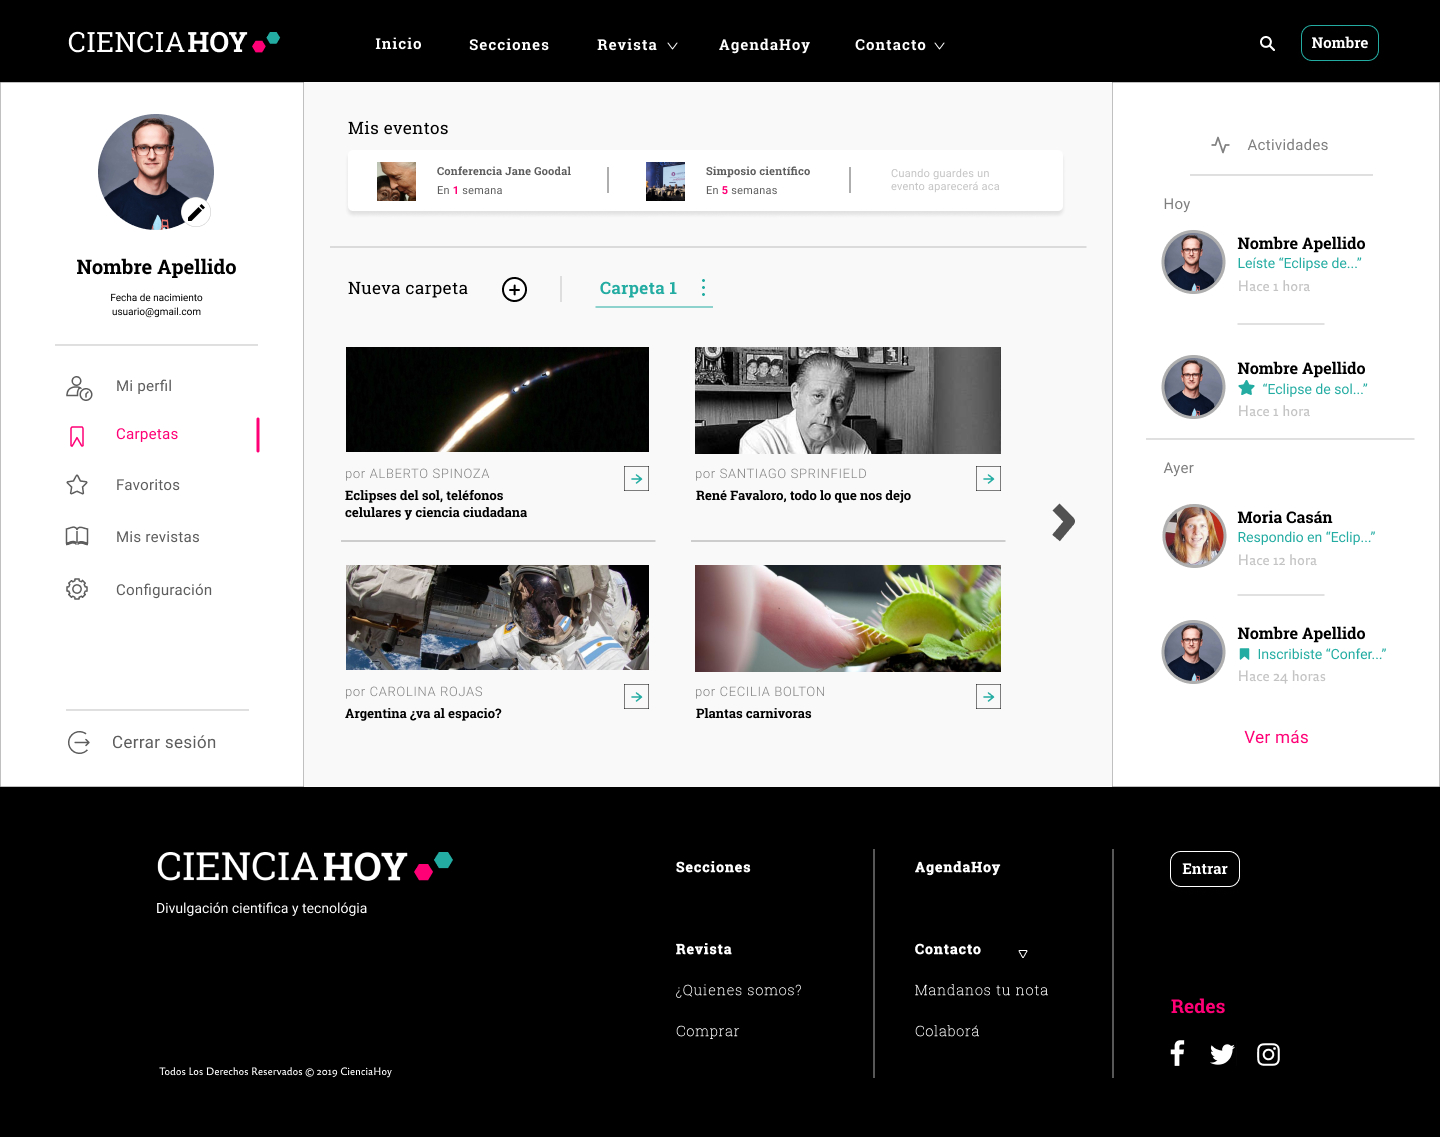 CIENCIAHOY
Inicio
Secciones
Revista
AgendaHoy
Contacto
Nombre
Nombre Apellido
Fecha de nacimiento
usuario@gmail.com
Mi perfil
Carpetas
Favoritos
Mis revistas
Configuración
Cerrar sesión
Mis eventos
Conferencia Jane Goodal
En 1 semana
Simposio científico
En 5 semanas
Cuando guardes un
evento aparecerá aca
Nueva carpeta
Carpeta 1
por ALBERTO SPINOZA
Eclipses del sol, teléfonos
celulares y ciencia ciudadana
por SANTIAGO SPRINFIELD
René Favaloro, todo lo que nos dejo
por CAROLINA ROJAS
Argentina ¿va al espacio?
por CECILIA BOLTON
Plantas carnivoras
Actividades
Hoy
Nombre Apellido
Leíste “Eclipse de...”
Hace 1 hora
Nombre Apellido
“Eclipse de sol...”
Hace 1 hora
Ayer
Moria Casán
Respondio en “Eclip...”
Hace 12 hora
Nombre Apellido
Inscribiste “Confer...”
Hace 24 horas
Ver más
CIENCIAHOY
Divulgación cientifica y tecnológia
Todos Los Derechos Reservados © 2019 CienciaHoy
Secciones
Revista
¿Quienes somos?
Comprar
AgendaHoy
Contacto
Mandanos tu nota
Colaborá
Entrar
Redes